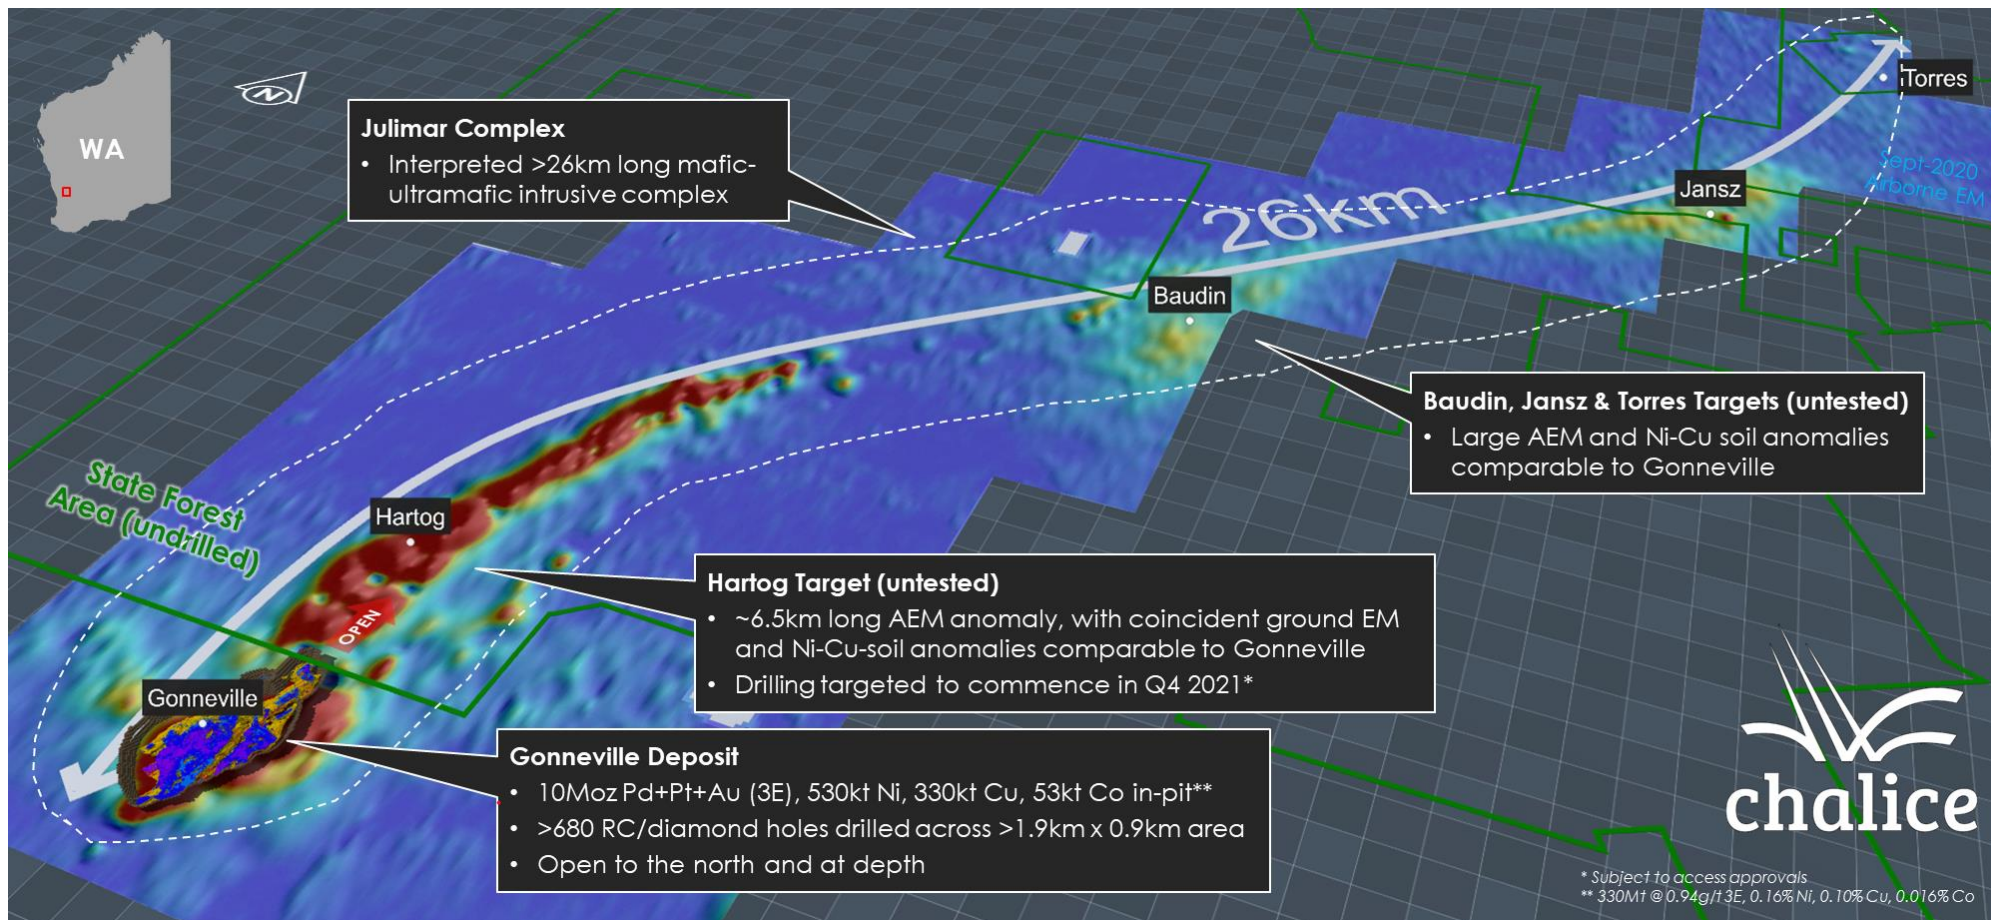 WA
N
Julimar Complex
• Interpreted >26km long mafic-
ultramafic intrusive complex
26km
Torres
Sept-2020
Airborne EM
Jansz
Baudin
Baudin, Jansz & Torres Targets (untested)
• Large AEM and Ni-Cu soil anomalies
comparable to Gonneville
State Forest
Area (undrilled)
Hartog
OPEN
Hartog Target (untested)
• ~6.5km long AEM anomaly, with coincident ground EM
and Ni-Cu-soil anomalies comparable to Gonneville
• Drilling targeted to commence in Q4 2021*
Gonneville
Gonneville Deposit
• 10Moz Pd+Pt+Au (3E), 530kt Ni, 330kt Cu, 53kt Co in-pit**
• >680 RC/diamond holes drilled across >1.9km x 0.9km area
• Open to the north and at depth
chalice
* Subject to access approvals
** 330Mt @ 0.94g/t 3E, 0.16% Ni, 0.10% Cu, 0.016% Co